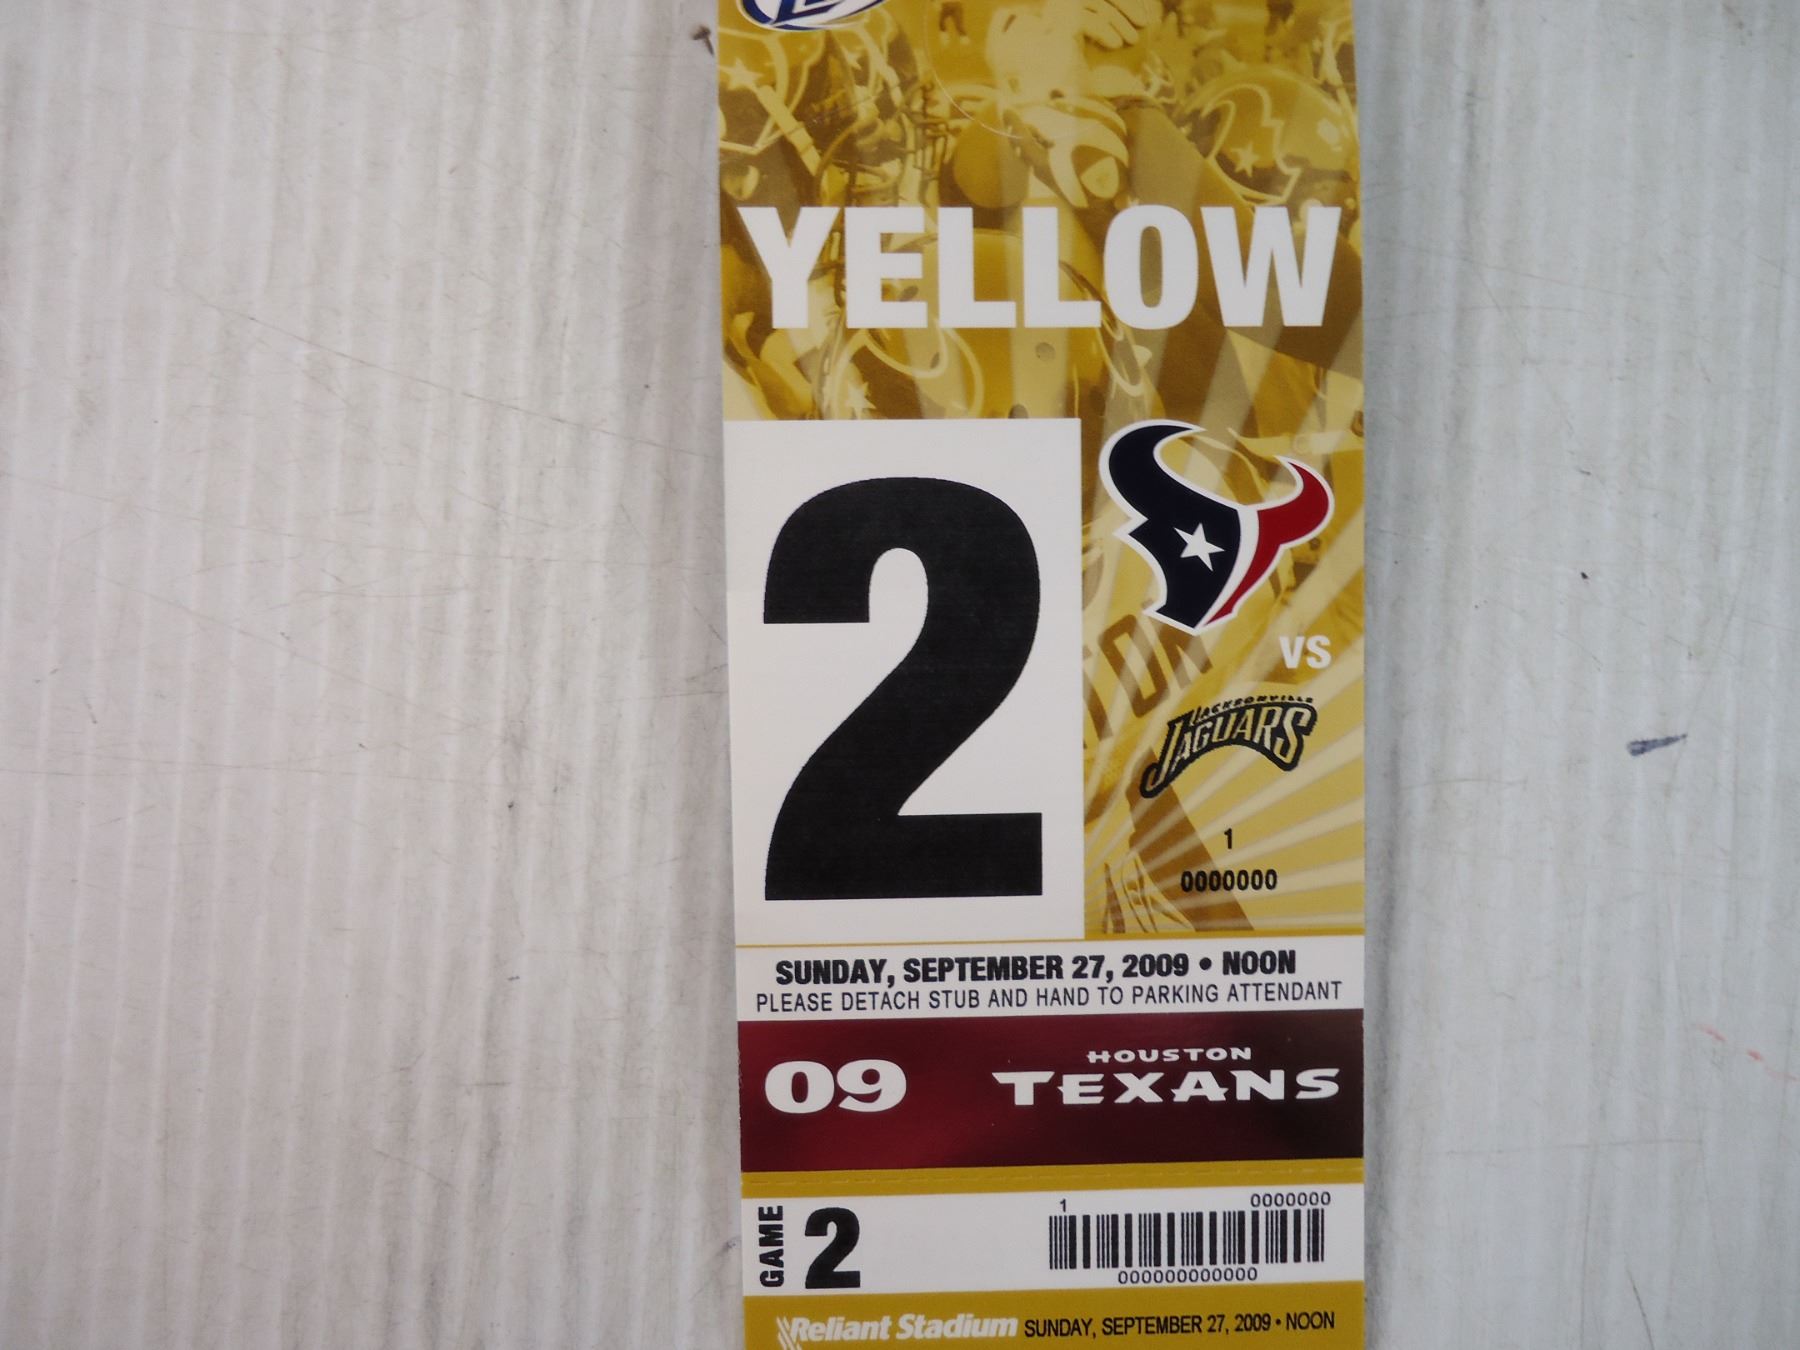 YELLOW
2
VS
JACKSONVILLE
JAGUARS
1
0000000
SUNDAY, SEPTEMBER 27, 2009 • NOON
PLEASE DETACH STUB AND HAND TO PARKING ATTENDANT
09
HOUSTON
TEXANS
GAME
2
1 0000000
000000000000
Reliant Stadium SUNDAY, SEPTEMBER 27, 2009 • NOON